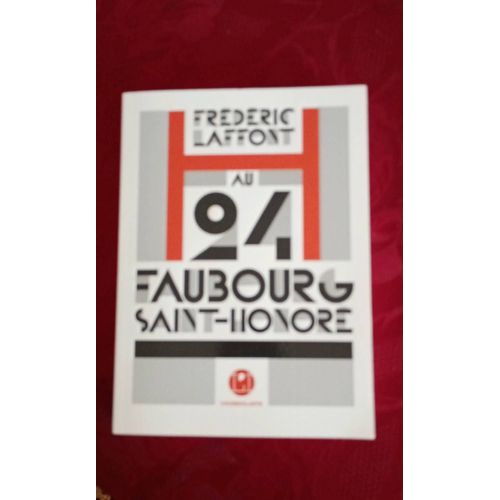 FREDERIC
LAFFONT
AU
24
FAUBOURG
SAINT-HONORE